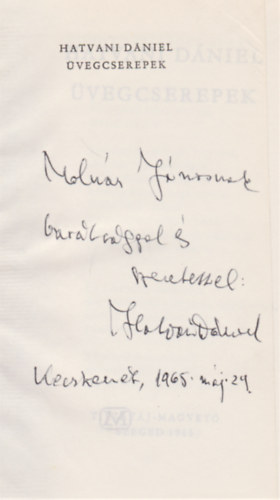 HATVANI DÁNIEL
ÜVEGCSEREPEK
Molnár Jánosnak
barátsággal és
szeretettel:
Hatvani Dániel
Kecskemét, 1965. máj. 29.